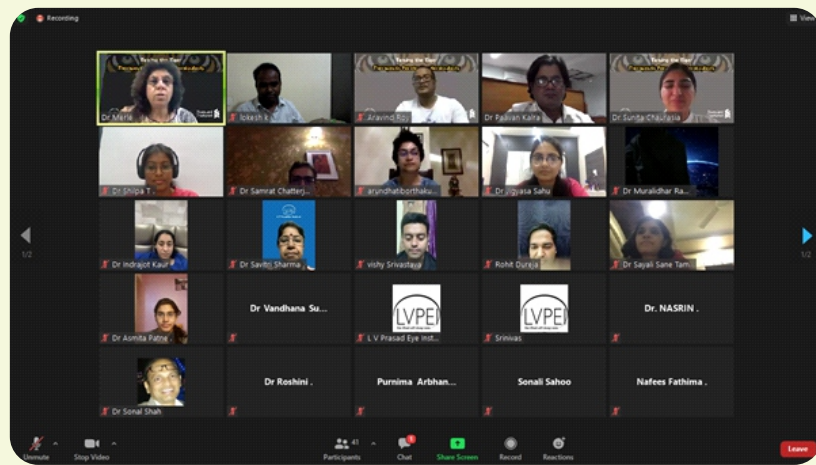 Recording
View
Dr Merle
lokesh k
Aravind Roy
Dr Paavan Kalra
Dr Sunita Chaurasia
Dr Shilpa T
Dr Samrat Chatterj...
arundhatiborthaku...
Dr Jigyasa Sahu
Dr Muralidhar Ra...
1/2
1/2
Dr Indrajot Kaur
Dr Savitri Sharma
vishy Srivastava
Rohit Dureja
Dr Sayali Sane Tam...
Dr Asmita Patne
Dr Vandhana Su...
LVPEI
L V Prasad Eye Inst...
LVPEI
Srinivas
Dr. NASRIN .
Dr Sonal Shah
Dr Roshini .
Purnima Arbhan...
Sonali Sahoo
Nafees Fathima .
Unmute
Stop Video
41
Participants
Chat
Share Screen
Record
Reactions
Leave